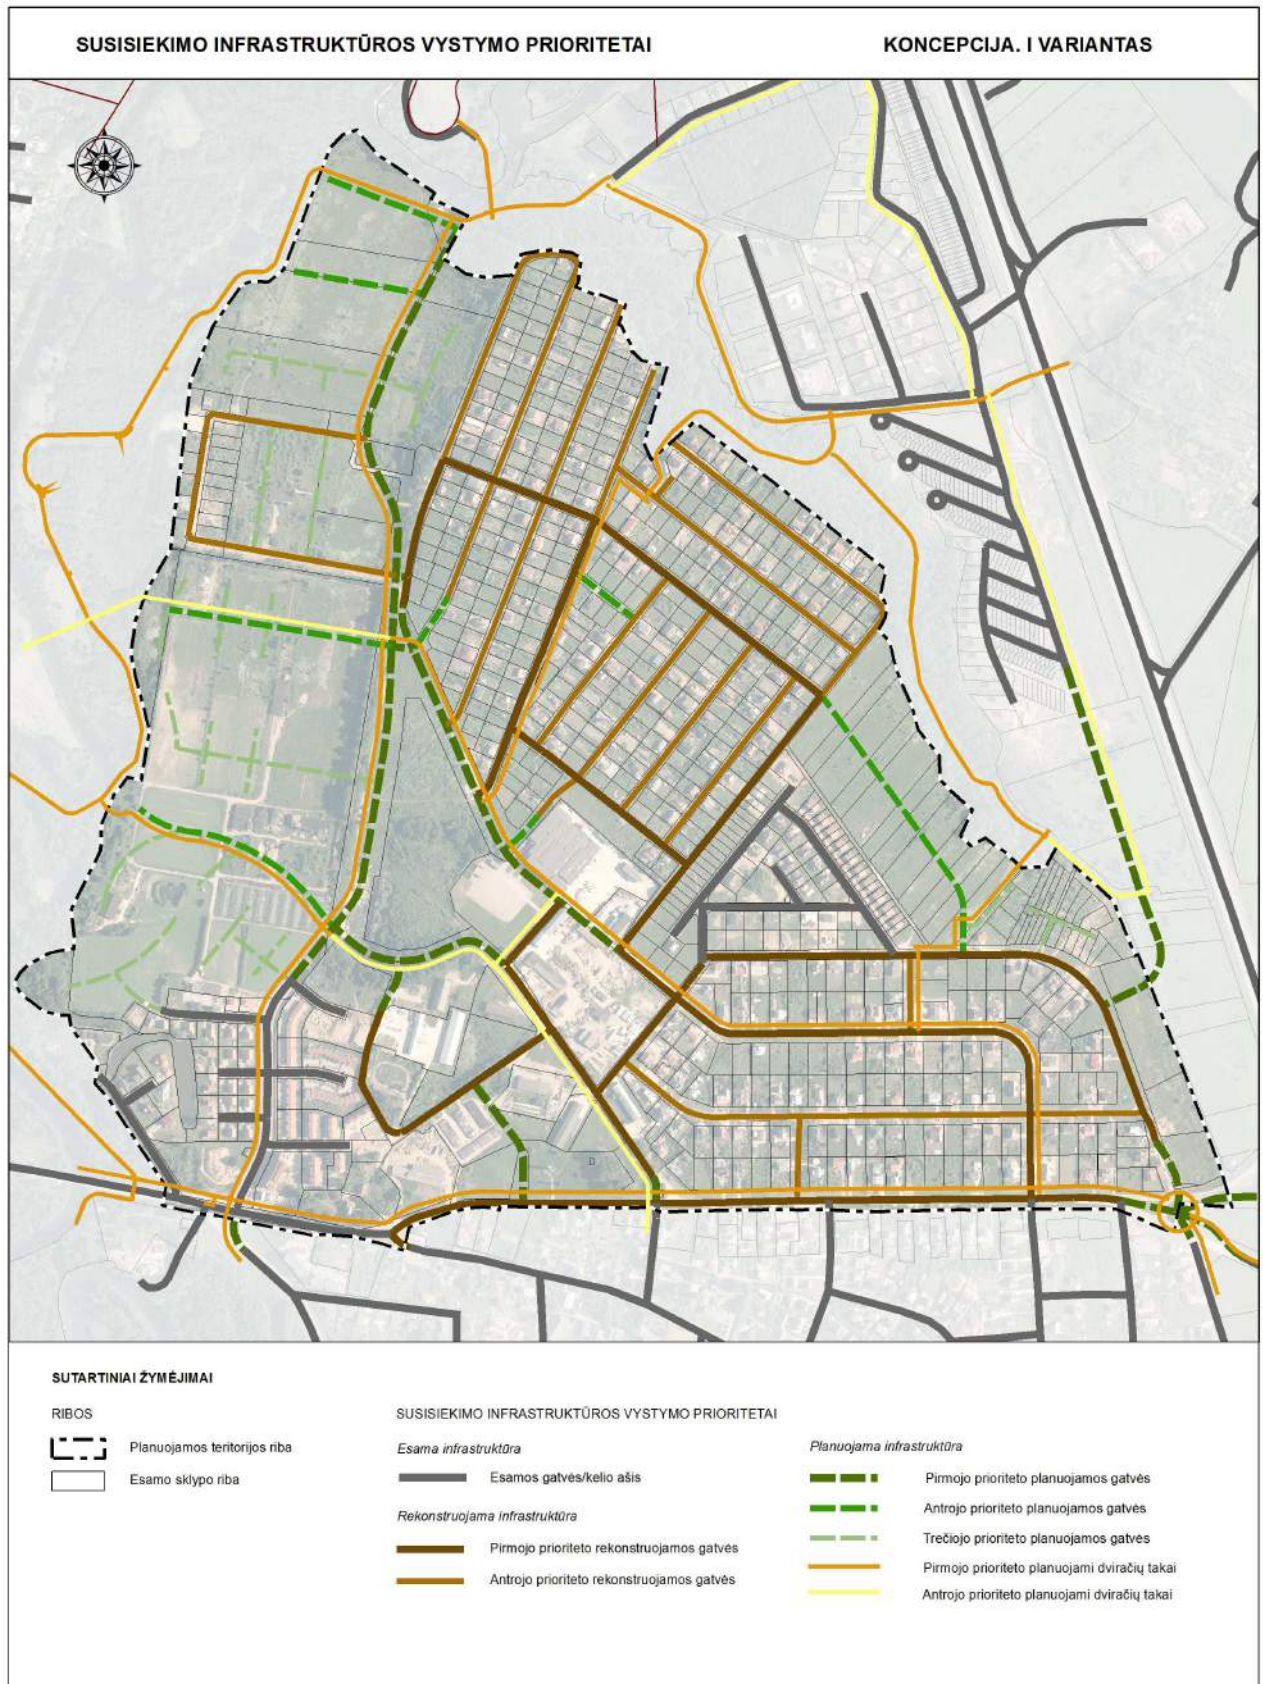 SUSISIEKIMO INFRASTRUKTŪROS VYSTYMO PRIORITETAI
KONCEPCIJA. I VARIANTAS
SUTARTINIAI ŽYMĖJIMAI
RIBOS
Planuojamos teritorijos riba
Esamo sklypo riba
SUSISIEKIMO INFRASTRUKTŪROS VYSTYMO PRIORITETAI
Esama infrastruktūra
Esamos gatvės/kelio ašis
Rekonstruojama infrastruktūra
Pirmojo prioriteto rekonstruojamos gatvės
Antrojo prioriteto rekonstruojamos gatvės
Planuojama infrastruktūra
Pirmojo prioriteto planuojamos gatvės
Antrojo prioriteto planuojamos gatvės
Trečiojo prioriteto planuojamos gatvės
Pirmojo prioriteto planuojami dviračių takai
Antrojo prioriteto planuojami dviračių takai